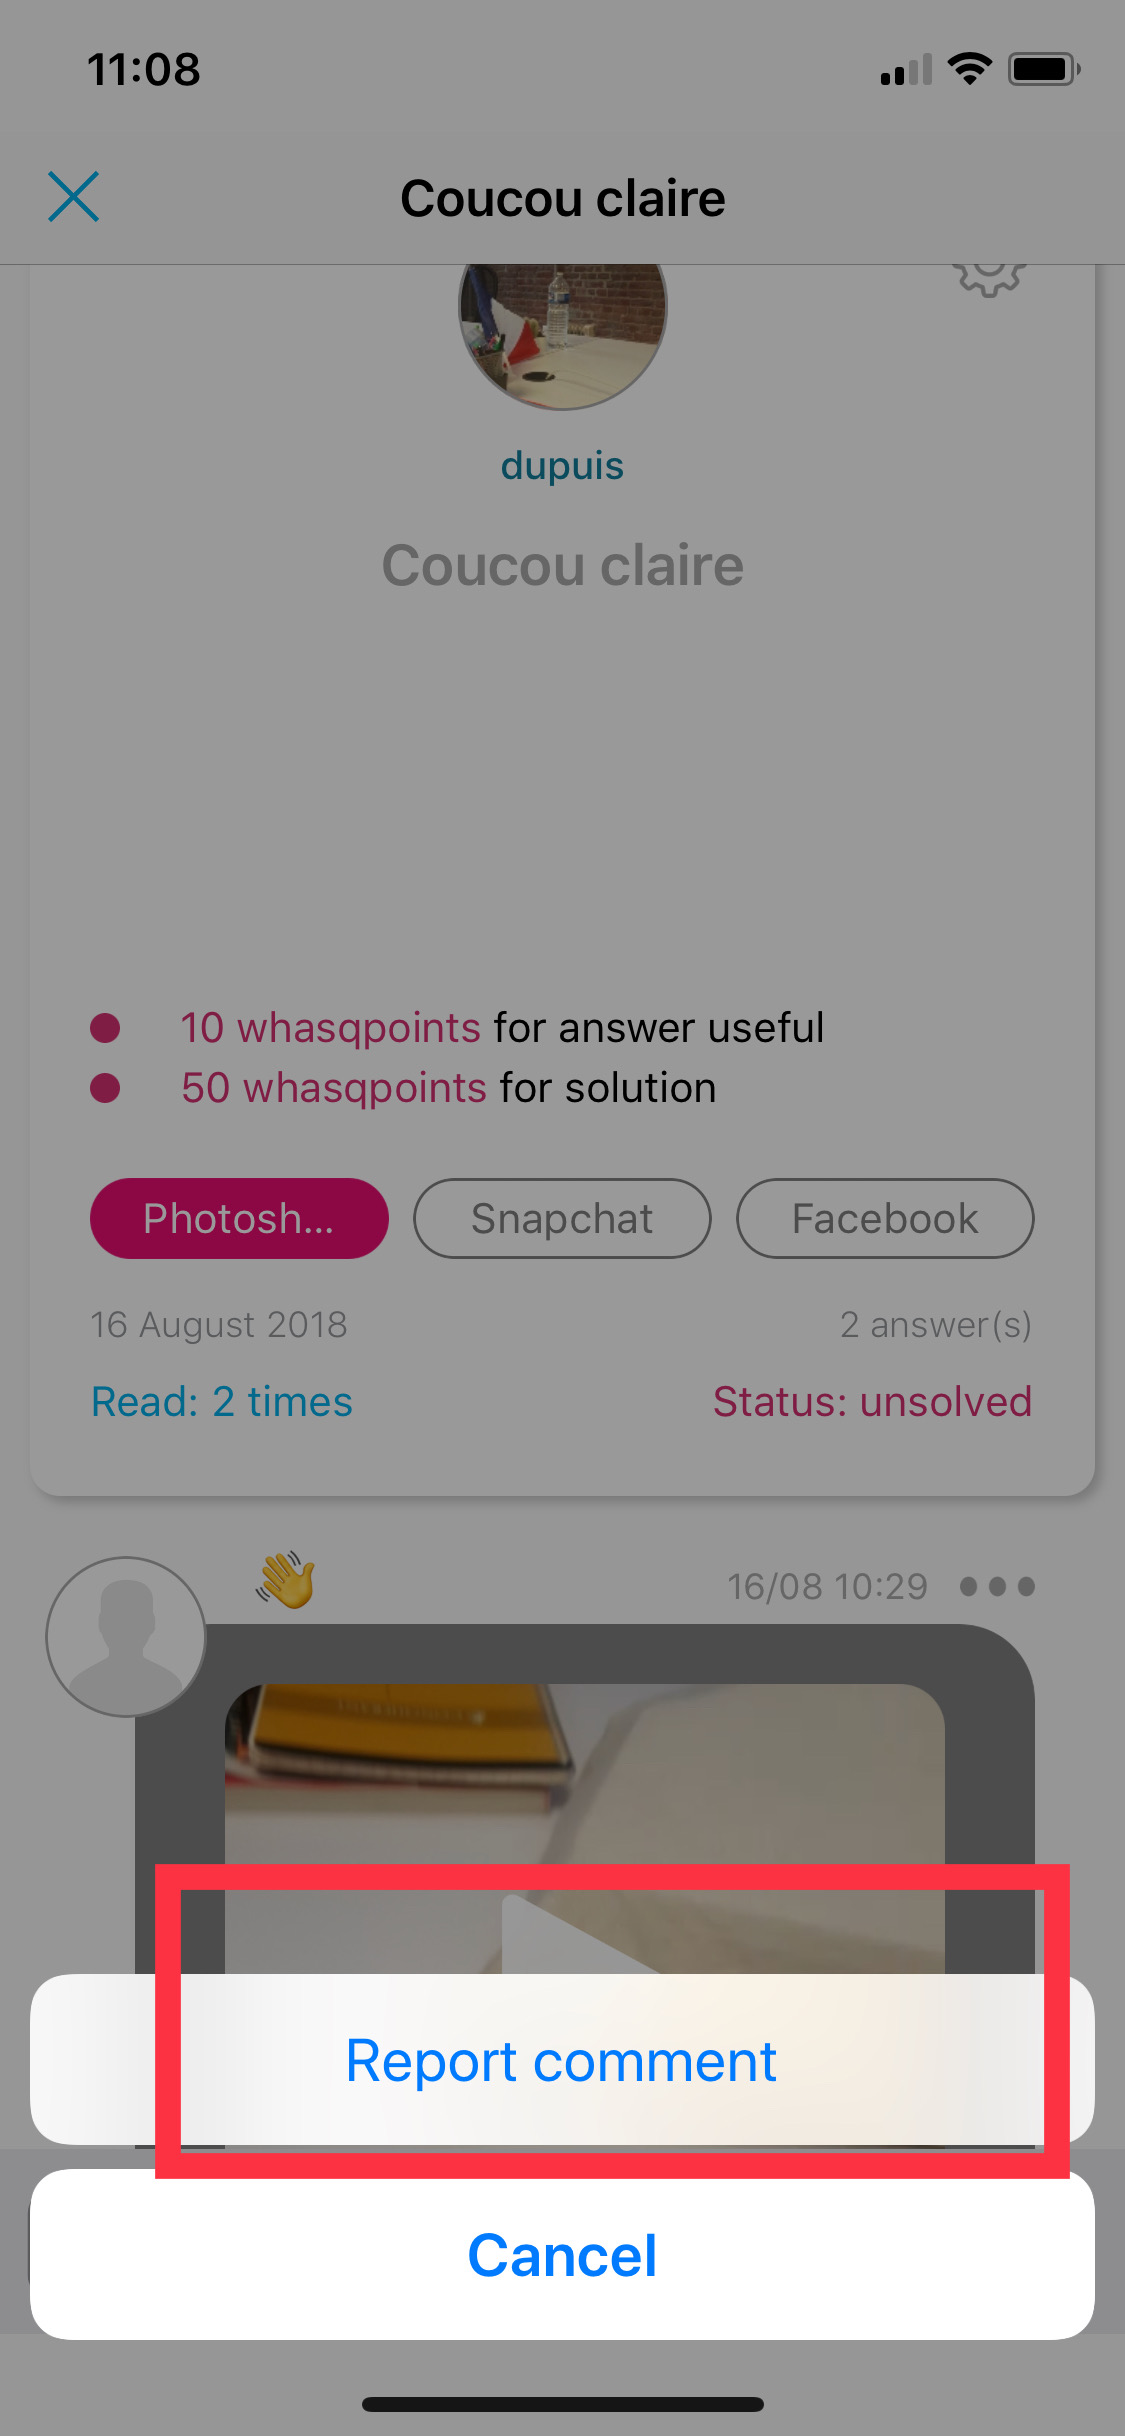 11:08
Coucou claire
dupuis
Coucou claire
10 whasqpoints for answer useful
50 whasqpoints for solution
Photosh...
Snapchat
Facebook
16 August 2018
2 answer(s)
Read: 2 times
Status: unsolved
👋
16/08 10:29
Report comment
Cancel